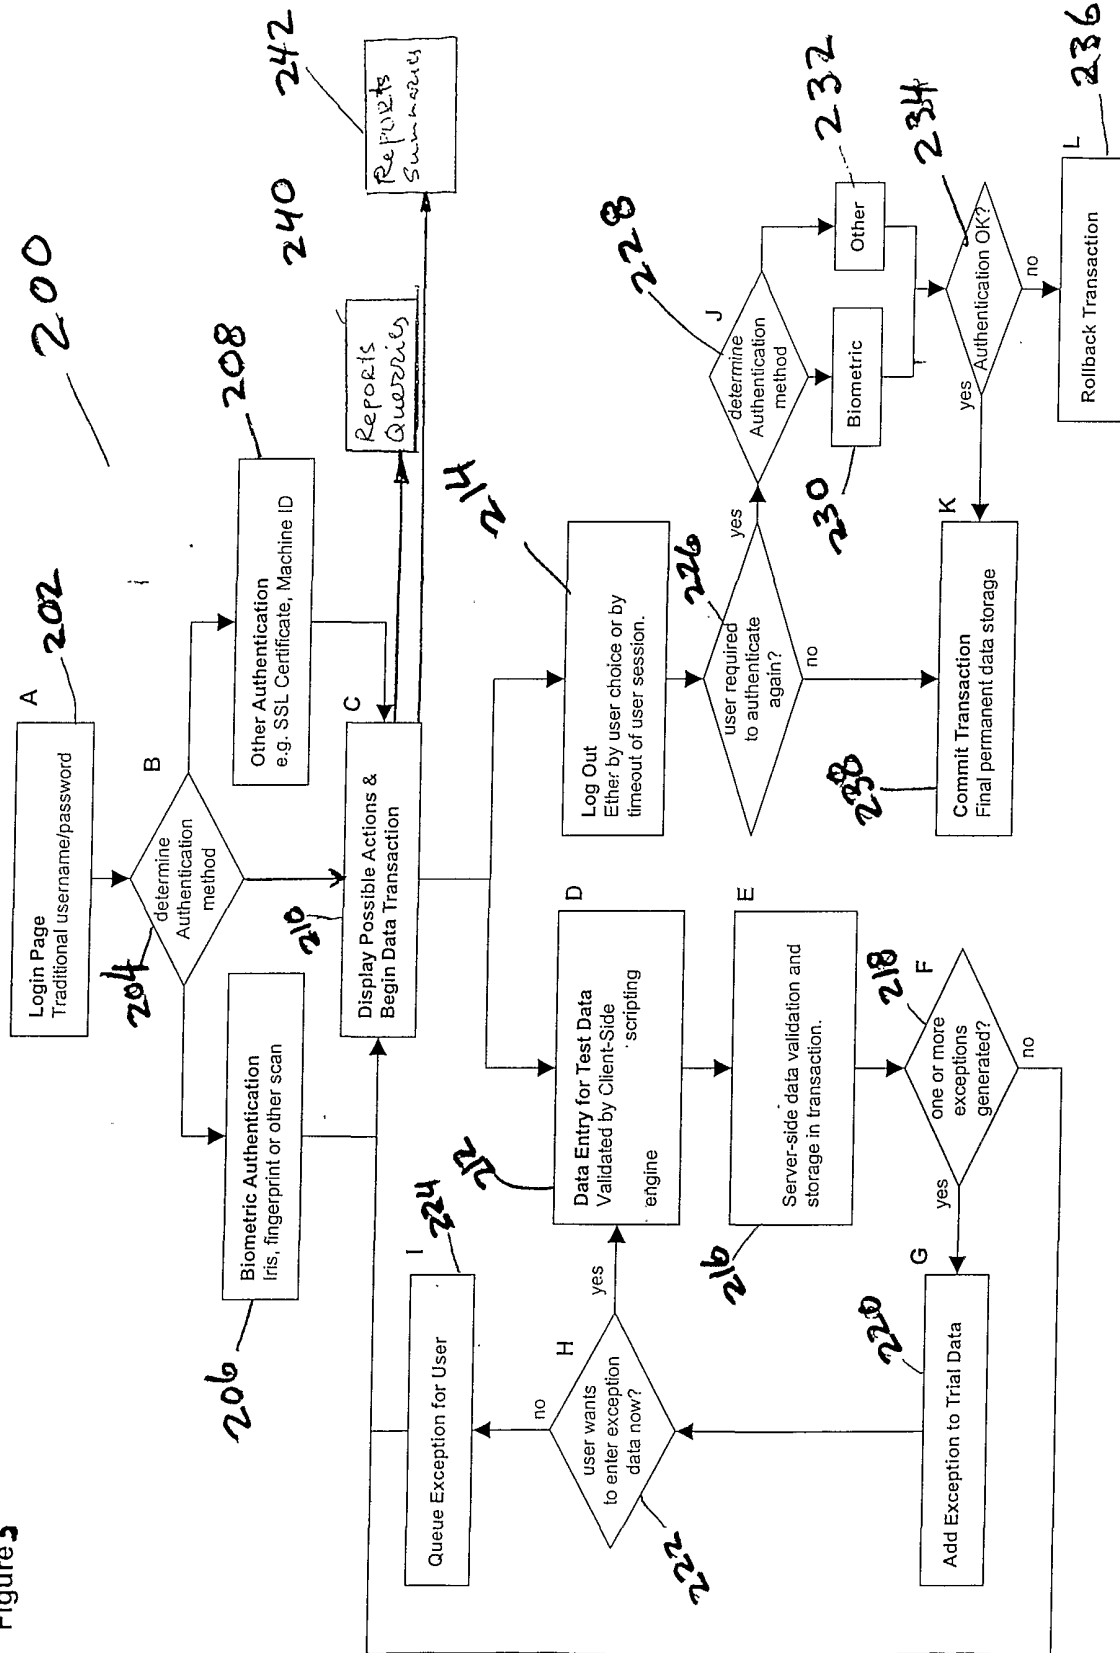 Figure
200
A
202
Login Page
Traditional username/password
B
204
determine
Authentication
method
206
Biometric Authentication
Iris, fingerprint or other scan
208
Other Authentication
e.g. SSL Certificate, Machine ID
C
210
Display Possible Actions &
Begin Data Transaction
240
Reports
Querries
242
Reports
Summaries
D
212
Data Entry for Test Data
Validated by Client-Side
scripting
engine
214
Log Out
Ether by user choice or by
timeout of user session.
E
216
Server-side data validation and
storage in transaction.
F
218
one or more
exceptions
generated?
yes
no
G
220
Add Exception to Trial Data
H
222
user wants
to enter exception
data now?
yes
no
I
224
Queue Exception for User
226
user required
to authenticate
again?
yes
no
J
228
determine
Authentication
method
230
Biometric
232
Other
234
Authentication OK?
yes
no
K
238
Commit Transaction
Final permanent data storage
L
236
Rollback Transaction